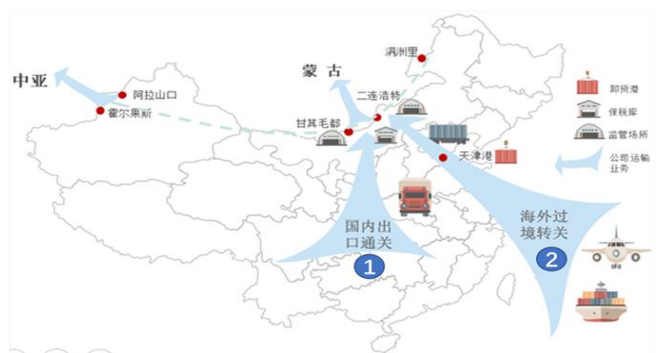 满洲里
中亚
蒙古
阿拉山口
霍尔果斯
二连浩特
甘其毛都
天津港
卸货港
保税库
监管场所
公司运输
业务
国内出
口通关
1
海外过
境转关
2